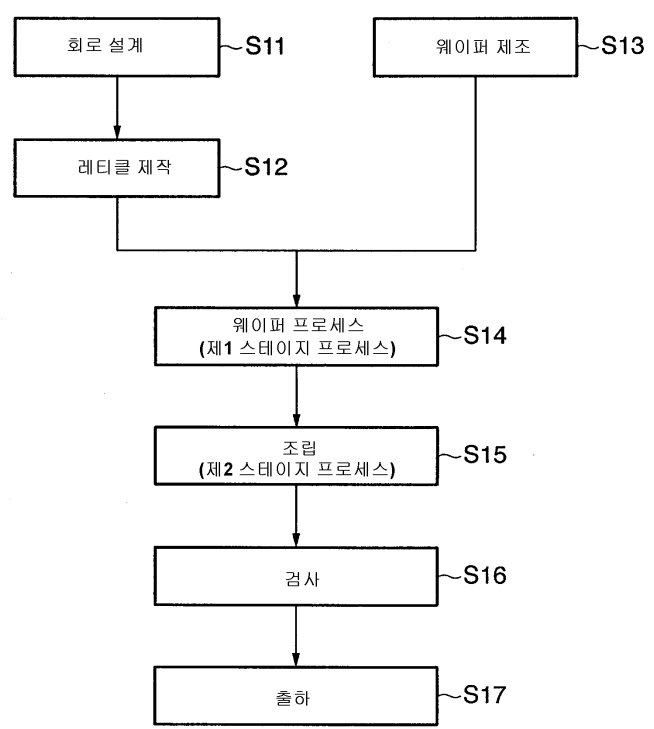 회로 설계
S11
웨이퍼 제조
S13
레티클 제작
S12
웨이퍼 프로세스
(제1 스테이지 프로세스)
S14
조립
(제2 스테이지 프로세스)
S15
검사
S16
출하
S17